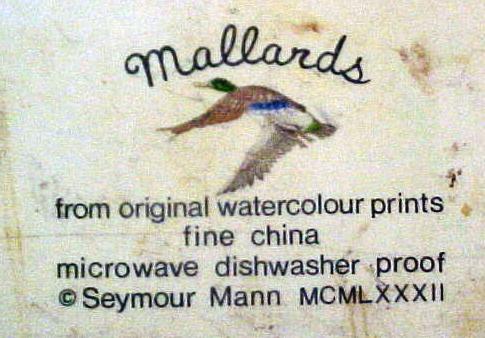 Mallards
from original watercolour prints
fine china
microwave dishwasher proof
© Seymour Mann MCMLXXXII